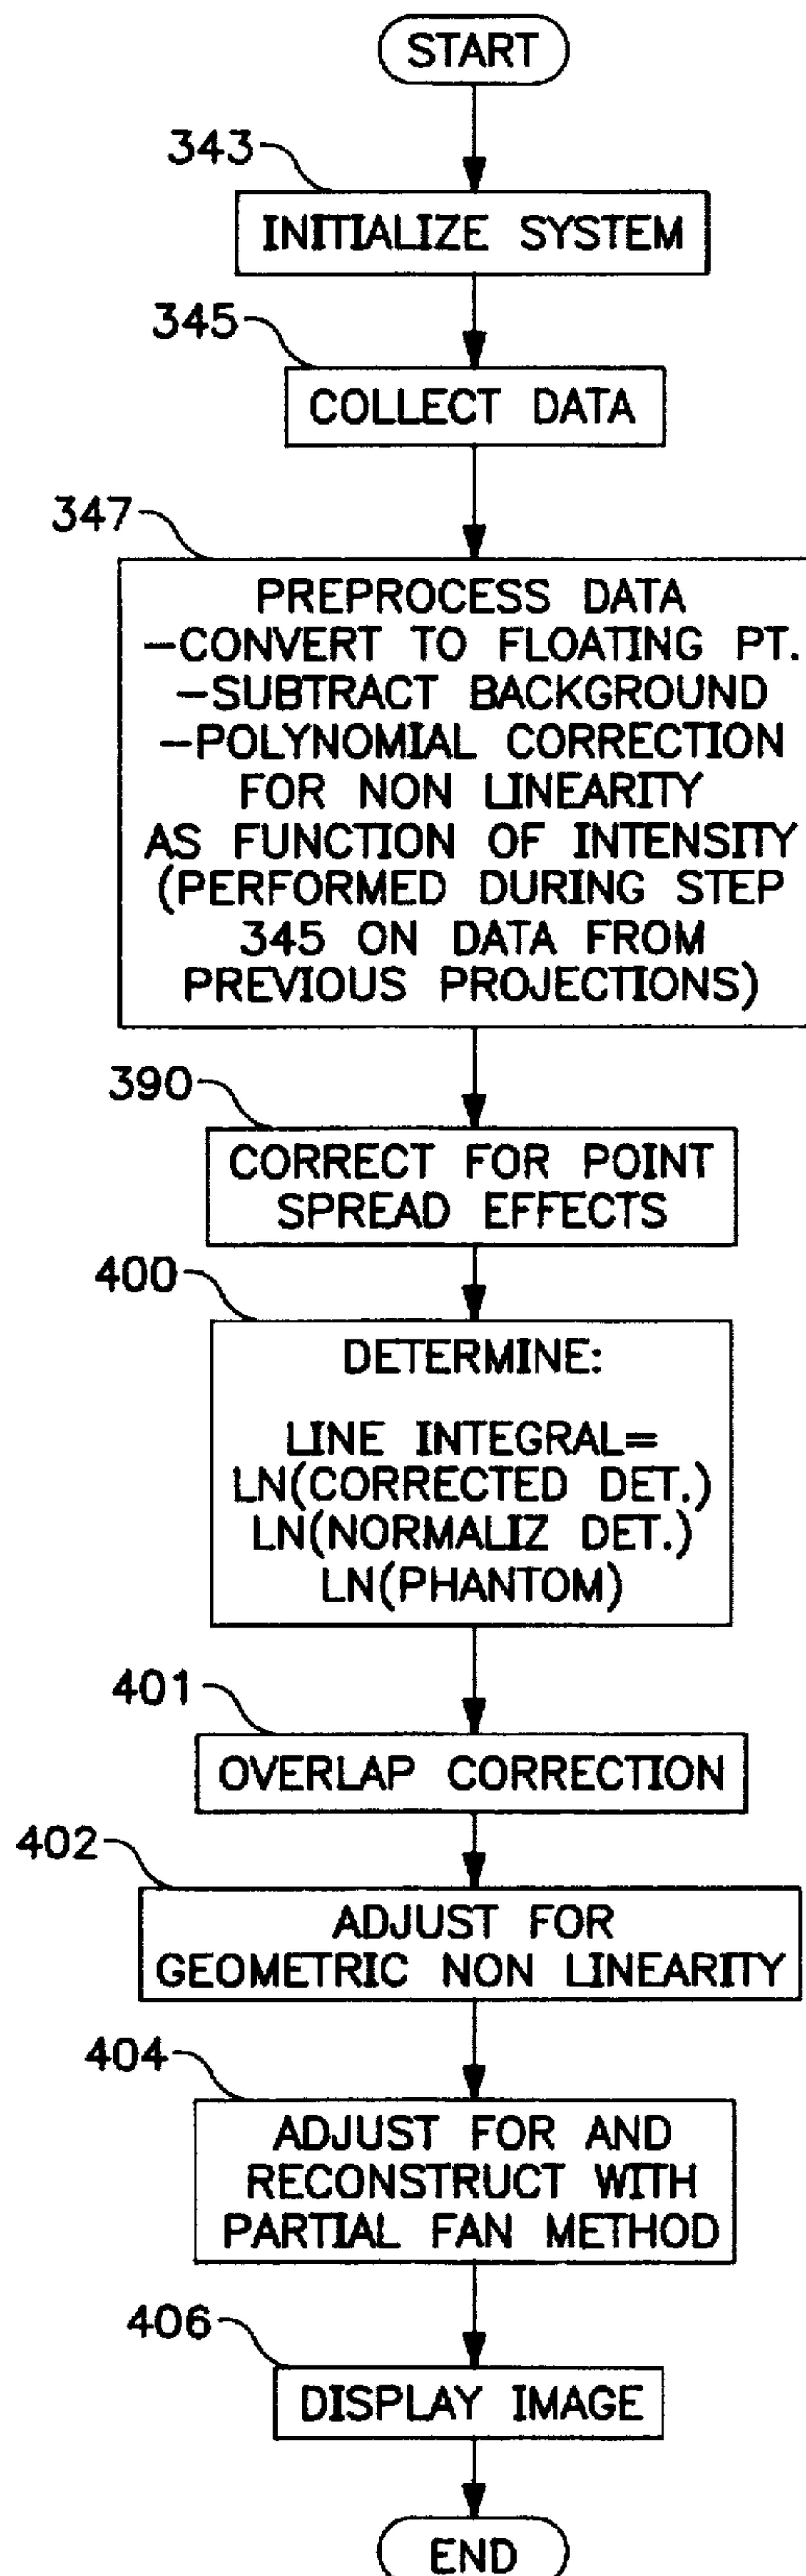 START
343
INITIALIZE SYSTEM
345
COLLECT DATA
347
PREPROCESS DATA
-CONVERT TO FLOATING PT.
-SUBTRACT BACKGROUND
-POLYNOMIAL CORRECTION
FOR NON LINEARITY
AS FUNCTION OF INTENSITY
(PERFORMED DURING STEP
345 ON DATA FROM
PREVIOUS PROJECTIONS)
390
CORRECT FOR POINT
SPREAD EFFECTS
400
DETERMINE:
LINE INTEGRAL=
LN(CORRECTED DET.)
LN(NORMALIZ DET.)
LN(PHANTOM)
401
OVERLAP CORRECTION
402
ADJUST FOR
GEOMETRIC NON LINEARITY
404
ADJUST FOR AND
RECONSTRUCT WITH
PARTIAL FAN METHOD
406
DISPLAY IMAGE
END